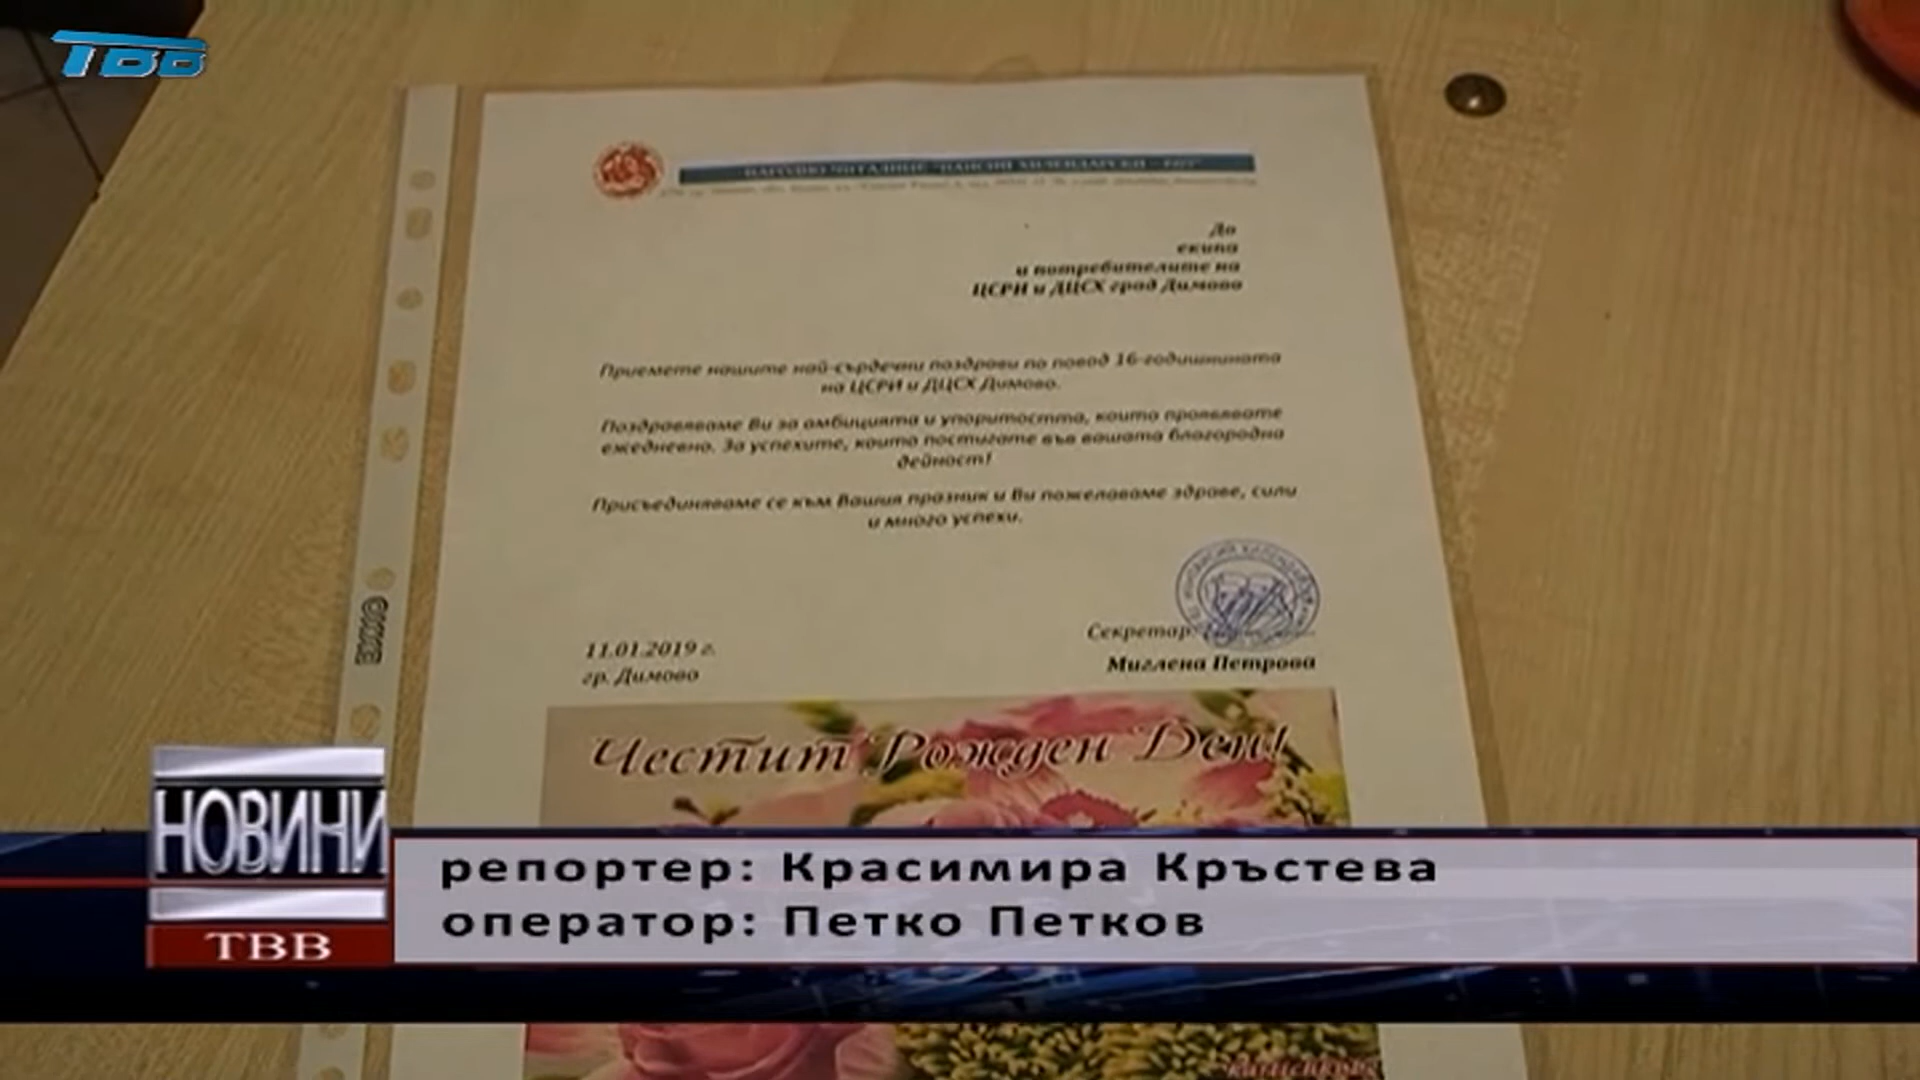 ТВВ
До
екипа
и потребителите на
ЦСРИ и ДЦСХ град Димово
Приемете нашите най-сърдечни поздрави по повод 16-годишнината
на ЦСРИ и ДЦСХ Димово.
Поздравяваме Ви за амбицията и упоритостта, които проявявате
ежедневно. За успехите, които постигате във вашата благородна
дейност!
Присъединяваме се към Вашия празник и Ви пожелаваме здраве, сили
и много успехи.
11.01.2019 г.
гр. Димово
Секретар:
Миглена Петрова
Честит Рожден Ден!
НОВИНИ
ТВВ
репортер: Красимира Кръстева
оператор: Петко Петков